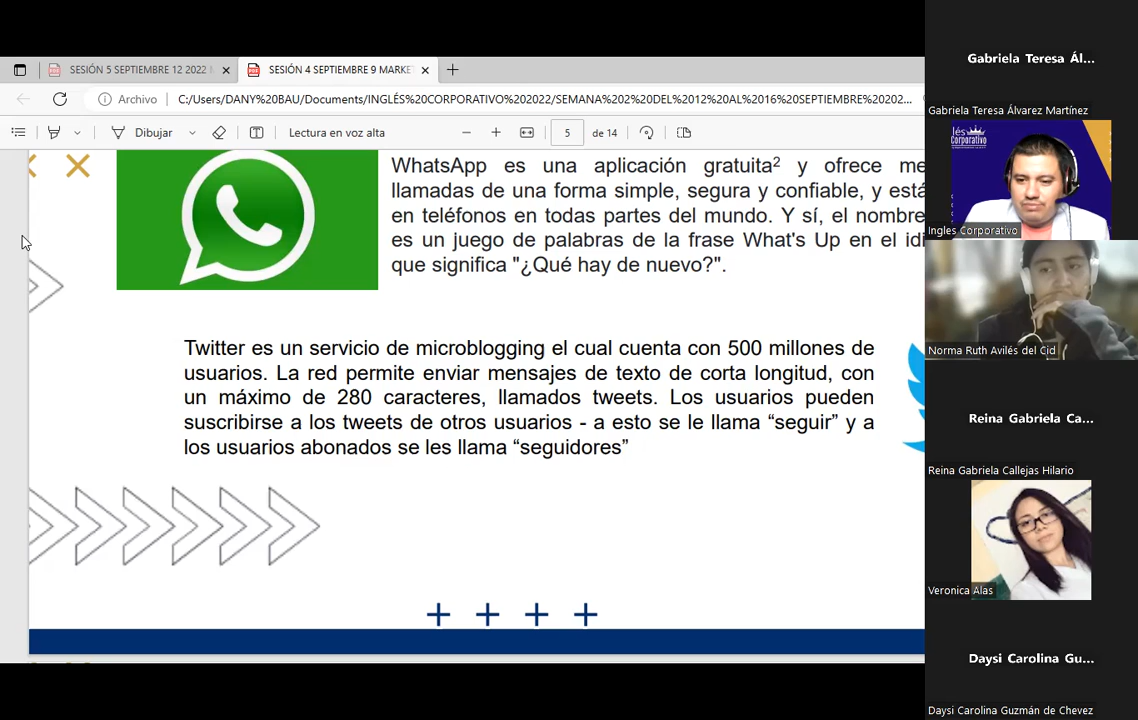 SESIÓN 5 SEPTIEMBRE 12 2022
SESIÓN 4 SEPTIEMBRE 9 MARKE
Archivo
C:/Users/DANY%20BAU/Documents/INGLÉS%20CORPORATIVO%202022/SEMANA%202%20DEL%2012%20AL%2016%20SEPTIEMBRE%20202...
Dibujar
Lectura en voz alta
5
de 14
WhatsApp es una aplicación gratuita² y ofrece me
llamadas de una forma simple, segura y confiable, y está
en teléfonos en todas partes del mundo. Y sí, el nombre
es un juego de palabras de la frase What's Up en el idi
que significa "¿Qué hay de nuevo?".
Twitter es un servicio de microblogging el cual cuenta con 500 millones de
usuarios. La red permite enviar mensajes de texto de corta longitud, con
un máximo de 280 caracteres, llamados tweets. Los usuarios pueden
suscribirse a los tweets de otros usuarios - a esto se le llama “seguir” y a
los usuarios abonados se les llama “seguidores”
Gabriela Teresa Ál...
Gabriela Teresa Álvarez Martínez
lés
Corporativo
Ingles Corporativo
Norma Ruth Avilés del Cid
Reina Gabriela Ca...
Reina Gabriela Callejas Hilario
Veronica Alas
Daysi Carolina Gu...
Daysi Carolina Guzmán de Chevez